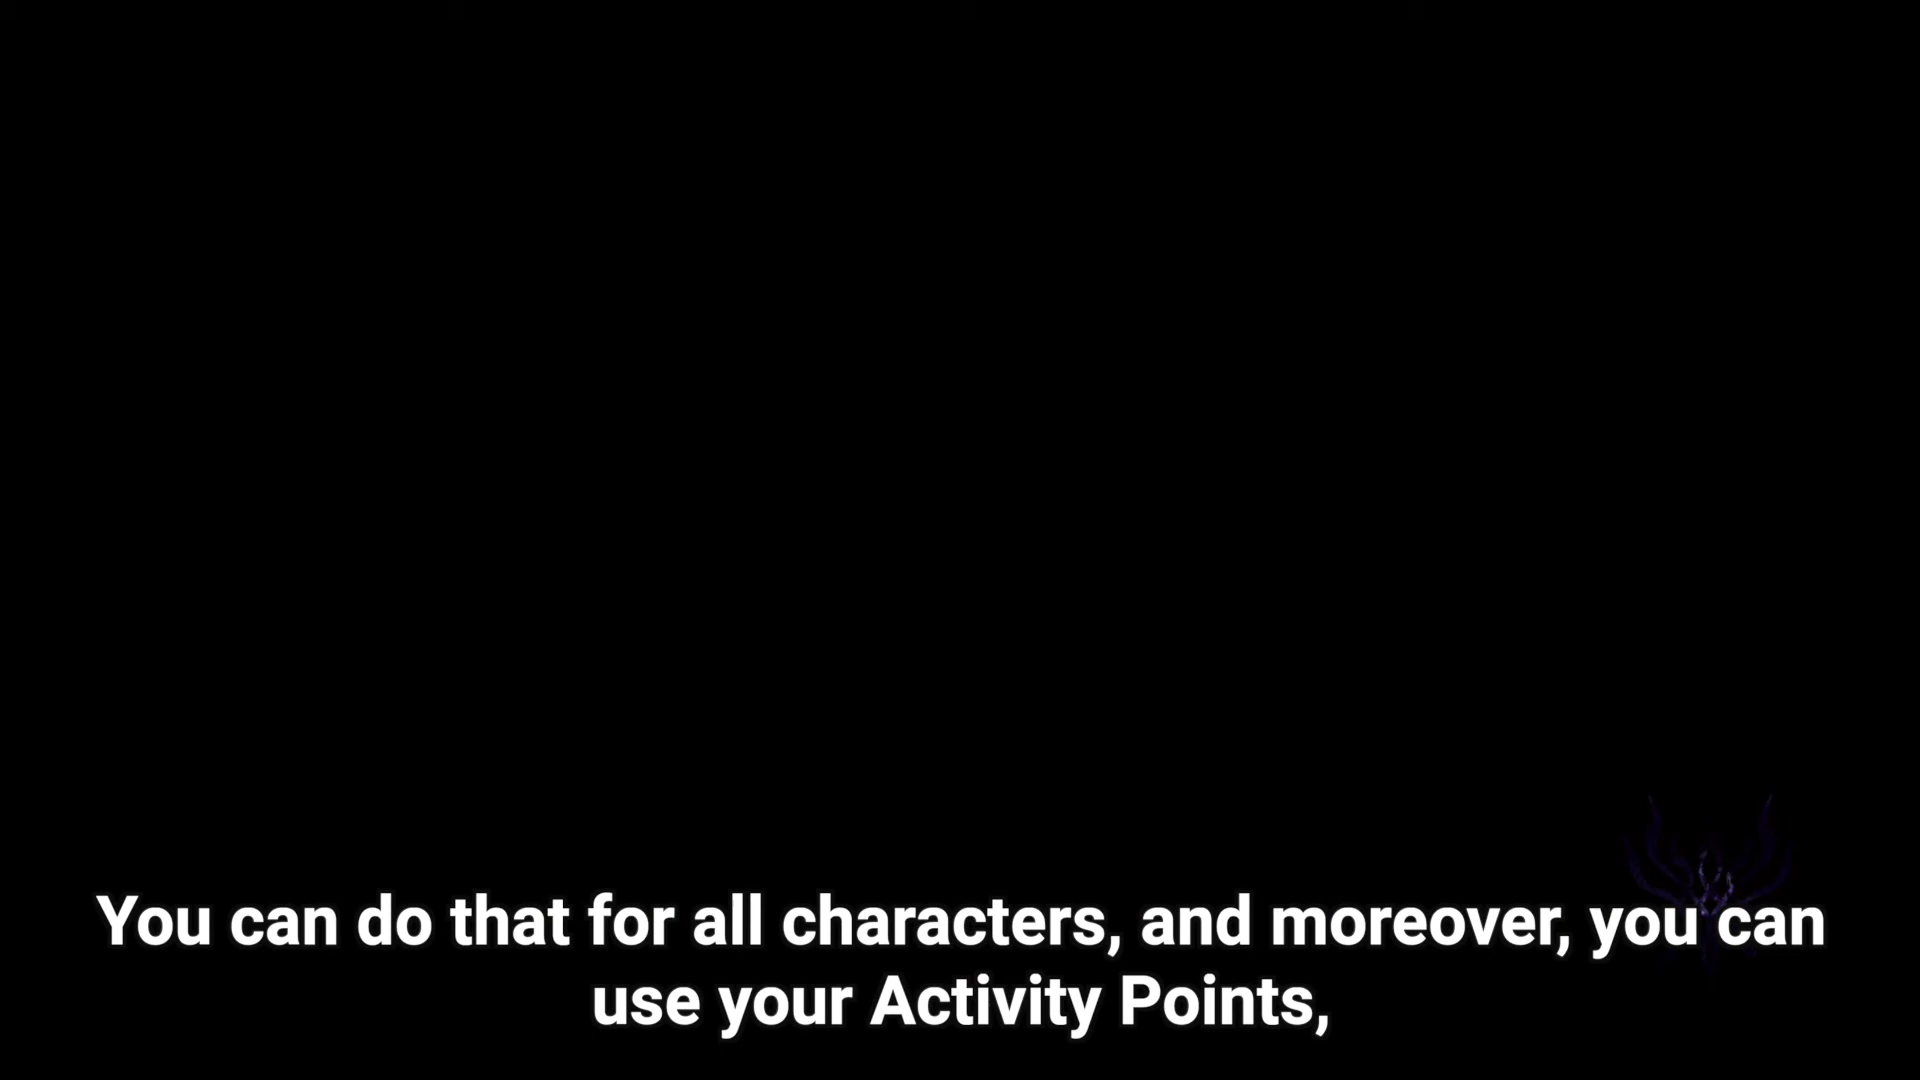 You can do that for all characters, and moreover, you can
use your Activity Points,